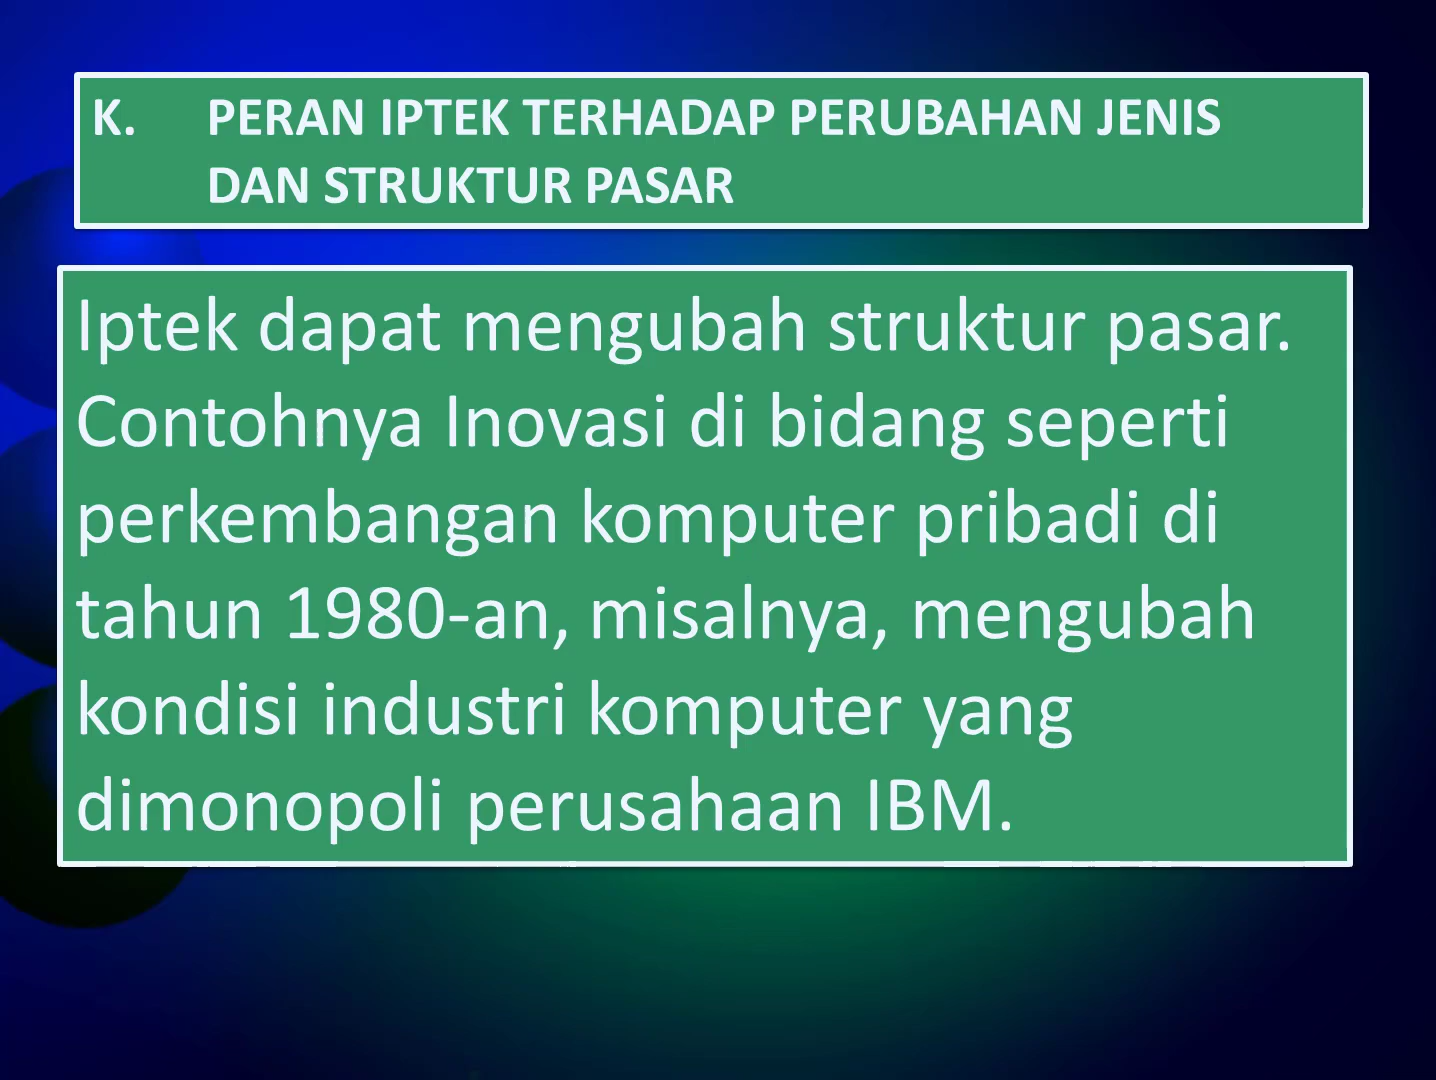 K. PERAN IPTEK TERHADAP PERUBAHAN JENIS
DAN STRUKTUR PASAR
Iptek dapat mengubah struktur pasar.
Contohnya Inovasi di bidang seperti
perkembangan komputer pribadi di
tahun 1980-an, misalnya, mengubah
kondisi industri komputer yang
dimonopoli perusahaan IBM.